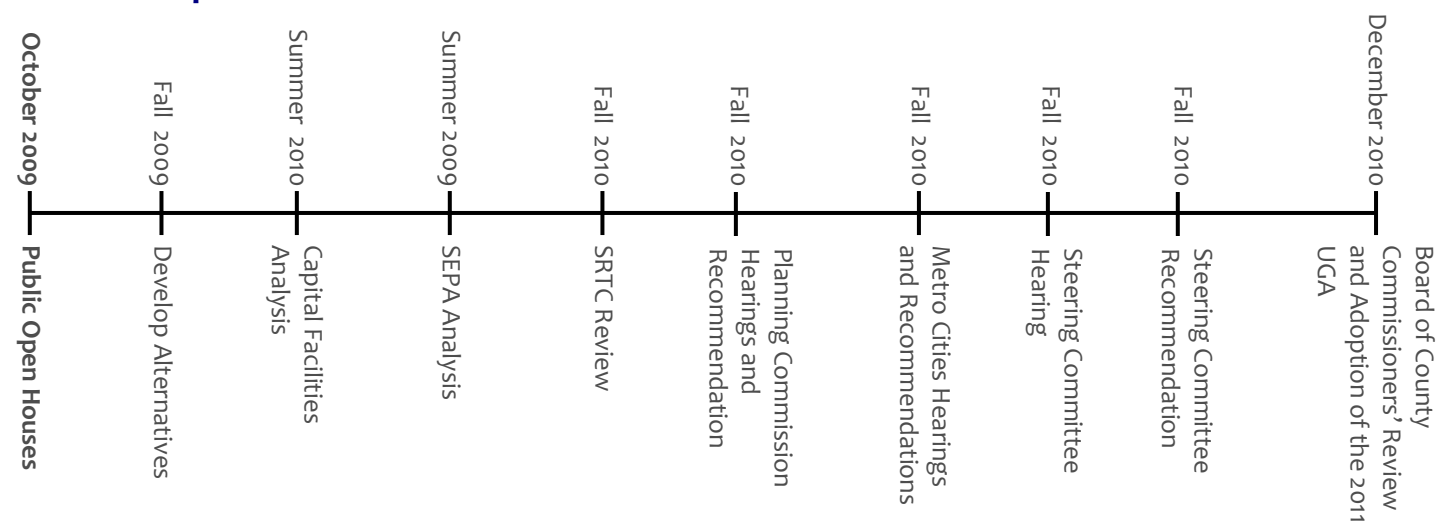 October 2009
Public Open Houses
Fall 2009
Develop Alternatives
Summer 2010
Capital Facilities
Analysis
Summer 2009
SEPA Analysis
Fall 2010
SRTC Review
Fall 2010
Planning Commission
Hearings and
Recommendation
Fall 2010
Metro Cities Hearings
and Recommendations
Fall 2010
Steering Committee
Hearing
Fall 2010
Steering Committee
Recommendation
December 2010
Board of County
Commissioners’ Review
and Adoption of the 2011
UGA